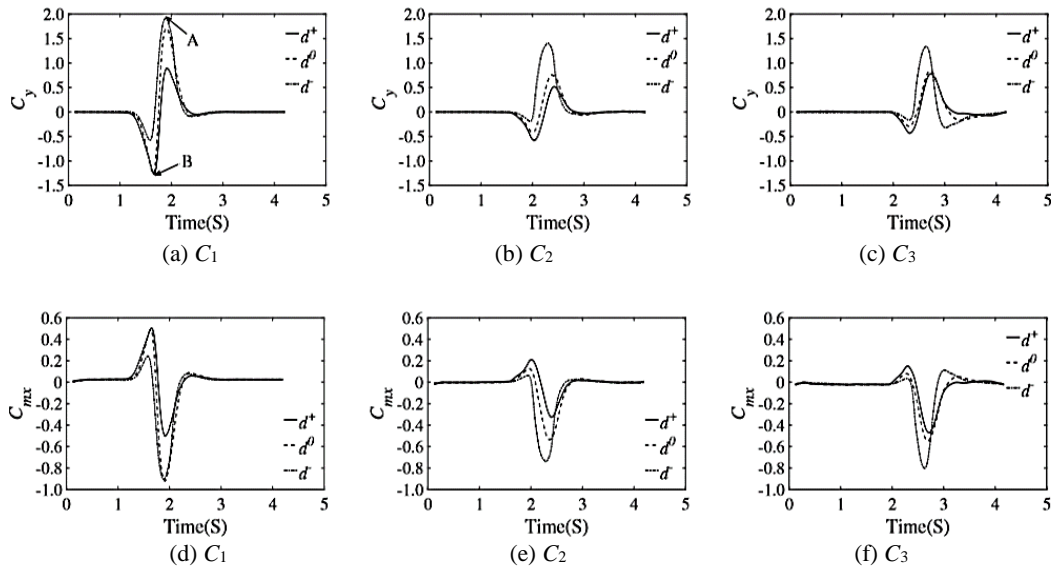 2.0
1.5
1.0
0.5
0
-0.5
-1.0
-1.5
C_y
A
B
d⁺
d⁰
d⁻
0 1 2 3 4 5
Time(S)
(a) C₁
2.0
1.5
1.0
0.5
0
-0.5
-1.0
-1.5
C_y
d⁺
d⁰
d⁻
0 1 2 3 4 5
Time(S)
(b) C₂
2.0
1.5
1.0
0.5
0
-0.5
-1.0
-1.5
C_y
d⁺
d⁰
d⁻
0 1 2 3 4 5
Time(S)
(c) C₃
0.6
0.4
0.2
0
-0.2
-0.4
-0.6
-0.8
-1.0
C_mx
d⁺
d⁰
d⁻
0 1 2 3 4 5
Time(S)
(d) C₁
0.6
0.4
0.2
0
-0.2
-0.4
-0.6
-0.8
-1.0
C_mx
d⁺
d⁰
d⁻
0 1 2 3 4 5
Time(S)
(e) C₂
0.6
0.4
0.2
0
-0.2
-0.4
-0.6
-0.8
-1.0
C_mx
d⁺
d⁰
d⁻
0 1 2 3 4 5
Time(S)
(f) C₃